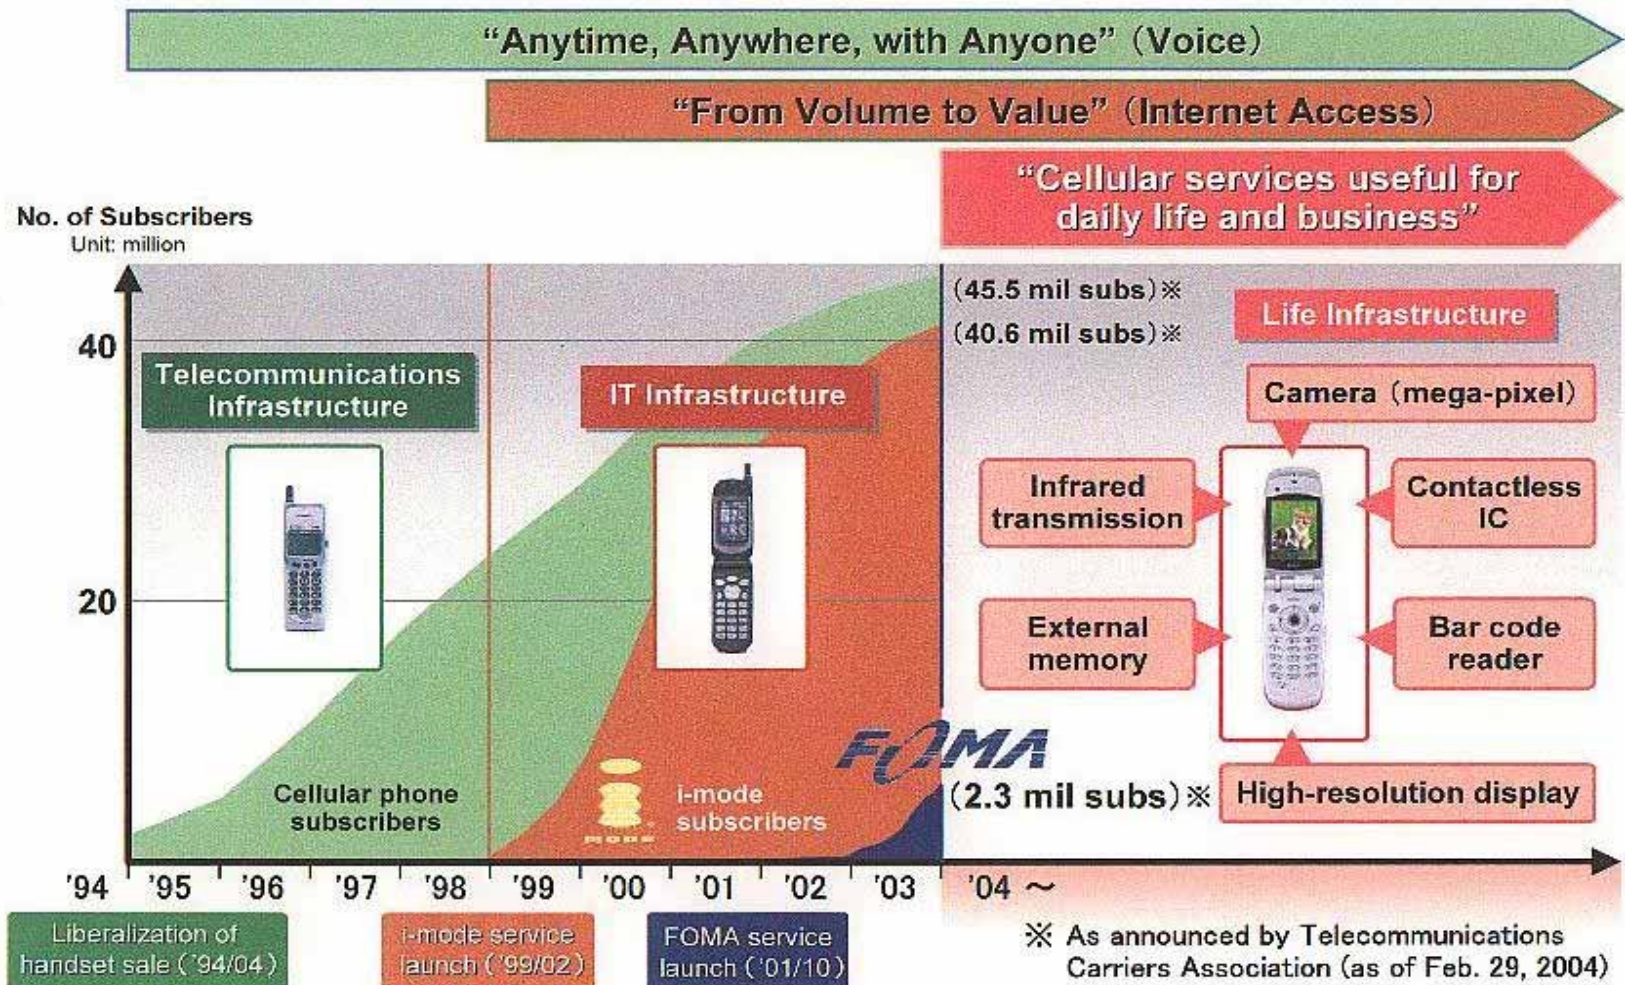 “Anytime, Anywhere, with Anyone” (Voice)
“From Volume to Value” (Internet Access)
“Cellular services useful for
daily life and business”
No. of Subscribers
Unit: million
40
20
(45.5 mil subs)※
(40.6 mil subs)※
Telecommunications
Infrastructure
IT Infrastructure
Life Infrastructure
Camera (mega-pixel)
Infrared
transmission
Contactless
IC
External
memory
Bar code
reader
High-resolution display
FOMA
(2.3 mil subs)※
Cellular phone
subscribers
i-mode
subscribers
'94 '95 '96 '97 '98 '99 '00 '01 '02 '03 '04 ～
Liberalization of
handset sale ('94/04)
i-mode service
launch ('99/02)
FOMA service
launch ('01/10)
※ As announced by Telecommunications
Carriers Association (as of Feb. 29, 2004)